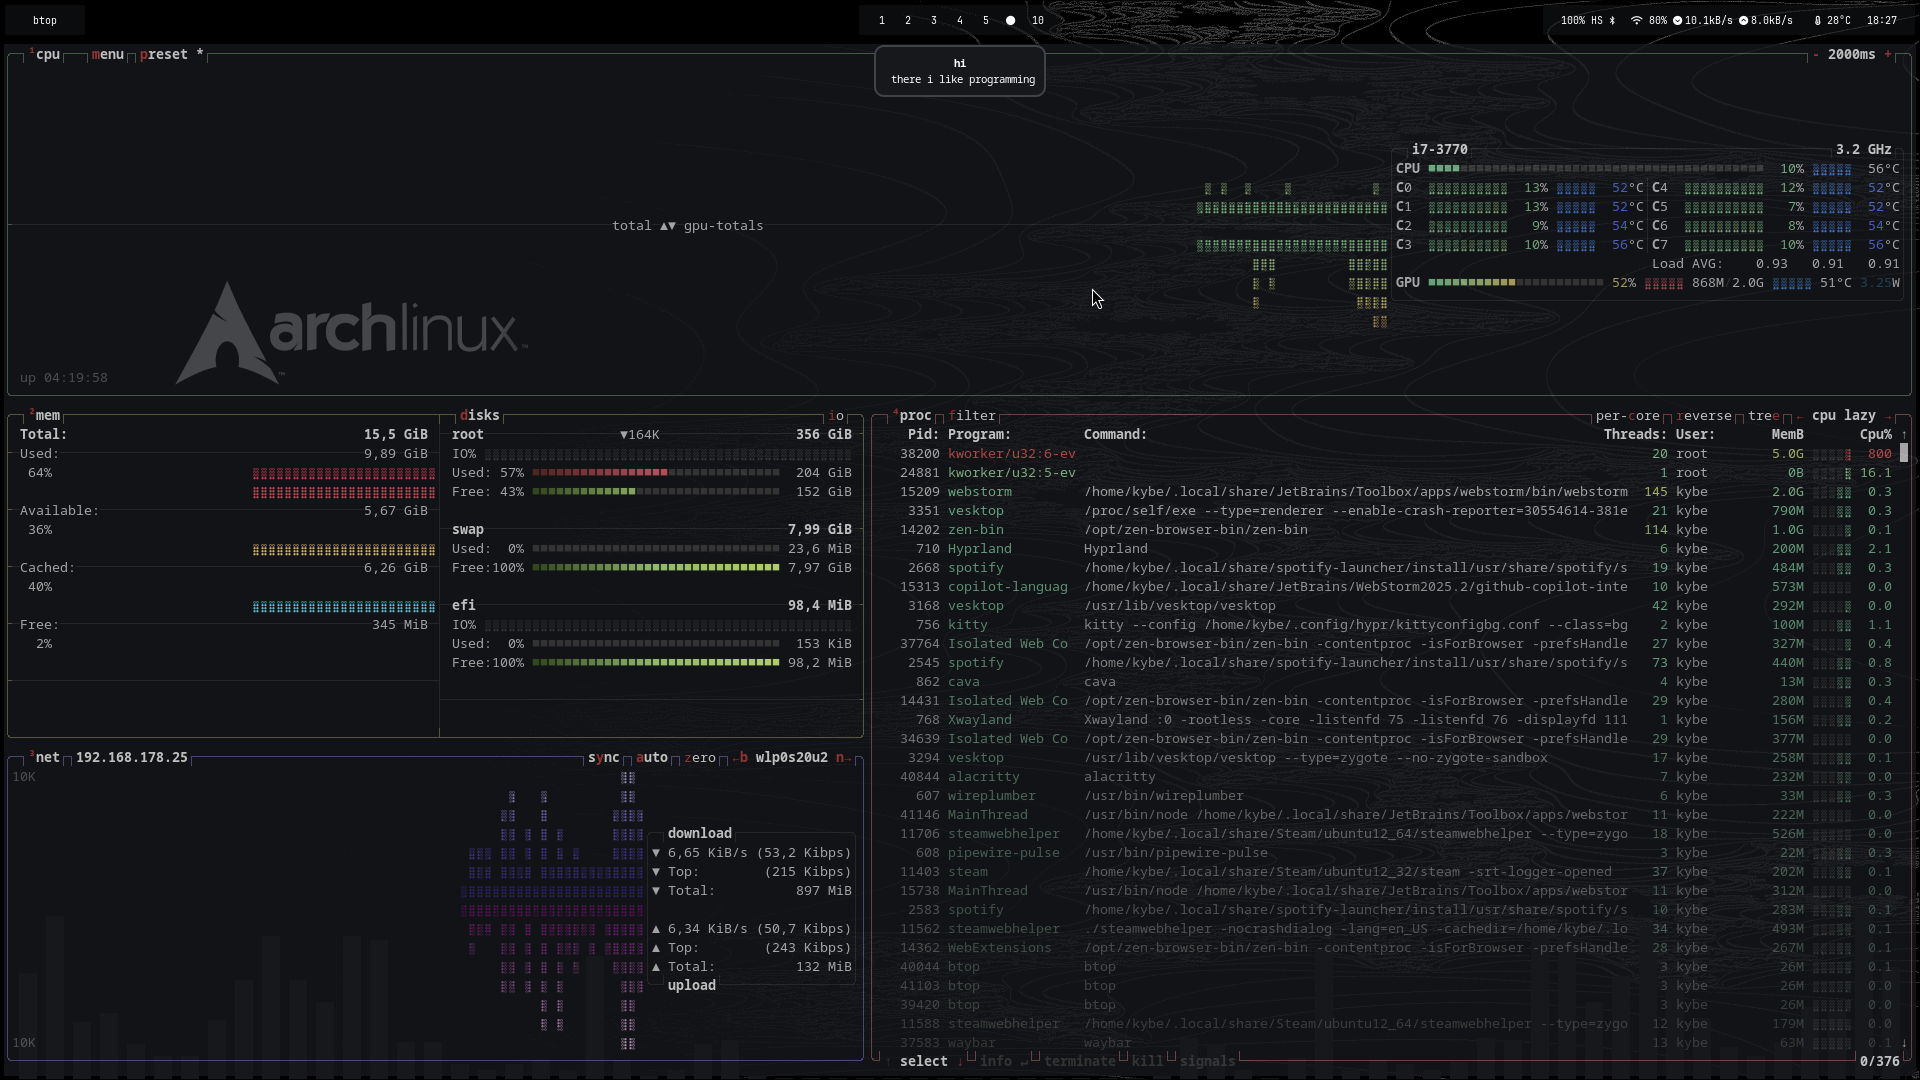 btop
1 2 3 4 5 10
100% HS 80% 10.1kB/s 8.0kB/s 28°C 18:27
1cpu menu preset *
- 2000ms +
hi
there i like programming
i7-3770 3.2 GHz
CPU 10% 56°C
C0 13% 52°C C4 12% 52°C
C1 13% 52°C C5 7% 52°C
total ▲▼ gpu-totals
C2 9% 54°C C6 8% 54°C
C3 10% 56°C C7 10% 56°C
Load AVG: 0.93 0.91 0.91
GPU 52% 868M/2.0G 51°C 3.25W
archlinux™
up 04:19:58
2mem
Total: 15,5 GiB
Used: 9,89 GiB
64%
Available: 5,67 GiB
36%
Cached: 6,26 GiB
40%
Free: 345 MiB
2%
disks io
root ▼164K 356 GiB
IO%
Used: 57% 204 GiB
Free: 43% 152 GiB
swap 7,99 GiB
Used: 0% 23,6 MiB
Free:100% 7,97 GiB
efi 98,4 MiB
IO%
Used: 0% 153 KiB
Free:100% 98,2 MiB
3net 192.168.178.25 sync auto zero ←b wlp0s20u2 n→
10K
download
▼ 6,65 KiB/s (53,2 Kibps)
▼ Top: (215 Kibps)
▼ Total: 897 MiB
▲ 6,34 KiB/s (50,7 Kibps)
▲ Top: (243 Kibps)
▲ Total: 132 MiB
upload
10K
4proc filter per-core reverse tree ← cpu lazy →
Pid: Program: Command: Threads: User: MemB Cpu% ↑
38200 kworker/u32:6-ev 20 root 5.0G 800
24881 kworker/u32:5-ev 1 root 0B 16.1
15209 webstorm /home/kybe/.local/share/JetBrains/Toolbox/apps/webstorm/bin/webstorm 145 kybe 2.0G 0.3
3351 vesktop /proc/self/exe --type=renderer --enable-crash-reporter=30554614-381e 21 kybe 790M 0.3
14202 zen-bin /opt/zen-browser-bin/zen-bin 114 kybe 1.0G 0.1
710 Hyprland Hyprland 6 kybe 200M 2.1
2668 spotify /home/kybe/.local/share/spotify-launcher/install/usr/share/spotify/s 19 kybe 484M 0.3
15313 copilot-languag /home/kybe/.local/share/JetBrains/WebStorm2025.2/github-copilot-inte 10 kybe 573M 0.0
3168 vesktop /usr/lib/vesktop/vesktop 42 kybe 292M 0.0
756 kitty kitty --config /home/kybe/.config/hypr/kittyconfigbg.conf --class=bg 2 kybe 100M 1.1
37764 Isolated Web Co /opt/zen-browser-bin/zen-bin -contentproc -isForBrowser -prefsHandle 27 kybe 327M 0.4
2545 spotify /home/kybe/.local/share/spotify-launcher/install/usr/share/spotify/s 73 kybe 440M 0.8
862 cava cava 4 kybe 13M 0.3
14431 Isolated Web Co /opt/zen-browser-bin/zen-bin -contentproc -isForBrowser -prefsHandle 29 kybe 280M 0.4
768 Xwayland Xwayland :0 -rootless -core -listenfd 75 -listenfd 76 -displayfd 111 1 kybe 156M 0.2
34639 Isolated Web Co /opt/zen-browser-bin/zen-bin -contentproc -isForBrowser -prefsHandle 29 kybe 377M 0.0
3294 vesktop /usr/lib/vesktop/vesktop --type=zygote --no-zygote-sandbox 17 kybe 258M 0.1
40844 alacritty alacritty 7 kybe 232M 0.0
607 wireplumber /usr/bin/wireplumber 6 kybe 33M 0.3
41146 MainThread /usr/bin/node /home/kybe/.local/share/JetBrains/Toolbox/apps/webstor 11 kybe 222M 0.0
11706 steamwebhelper /home/kybe/.local/share/Steam/ubuntu12_64/steamwebhelper --type=zygo 18 kybe 526M 0.0
608 pipewire-pulse /usr/bin/pipewire-pulse 3 kybe 22M 0.3
11403 steam /home/kybe/.local/share/Steam/ubuntu12_32/steam -srt-logger-opened 37 kybe 202M 0.1
15738 MainThread /usr/bin/node /home/kybe/.local/share/JetBrains/Toolbox/apps/webstor 11 kybe 312M 0.0
2583 spotify /home/kybe/.local/share/spotify-launcher/install/usr/share/spotify/s 10 kybe 283M 0.1
11562 steamwebhelper ./steamwebhelper -nocrashdialog -lang=en_US -cachedir=/home/kybe/.lo 34 kybe 493M 0.1
14362 WebExtensions /opt/zen-browser-bin/zen-bin -contentproc -isForBrowser -prefsHandle 28 kybe 267M 0.1
40044 btop btop 3 kybe 26M 0.1
41103 btop btop 3 kybe 26M 0.0
39420 btop btop 3 kybe 26M 0.0
11588 steamwebhelper /home/kybe/.local/share/Steam/ubuntu12_64/steamwebhelper --type=zygo 12 kybe 179M 0.0
37583 waybar waybar 13 kybe 63M 0.1 ↓
↑ select ↓ info ↵ terminate kill signals 0/376